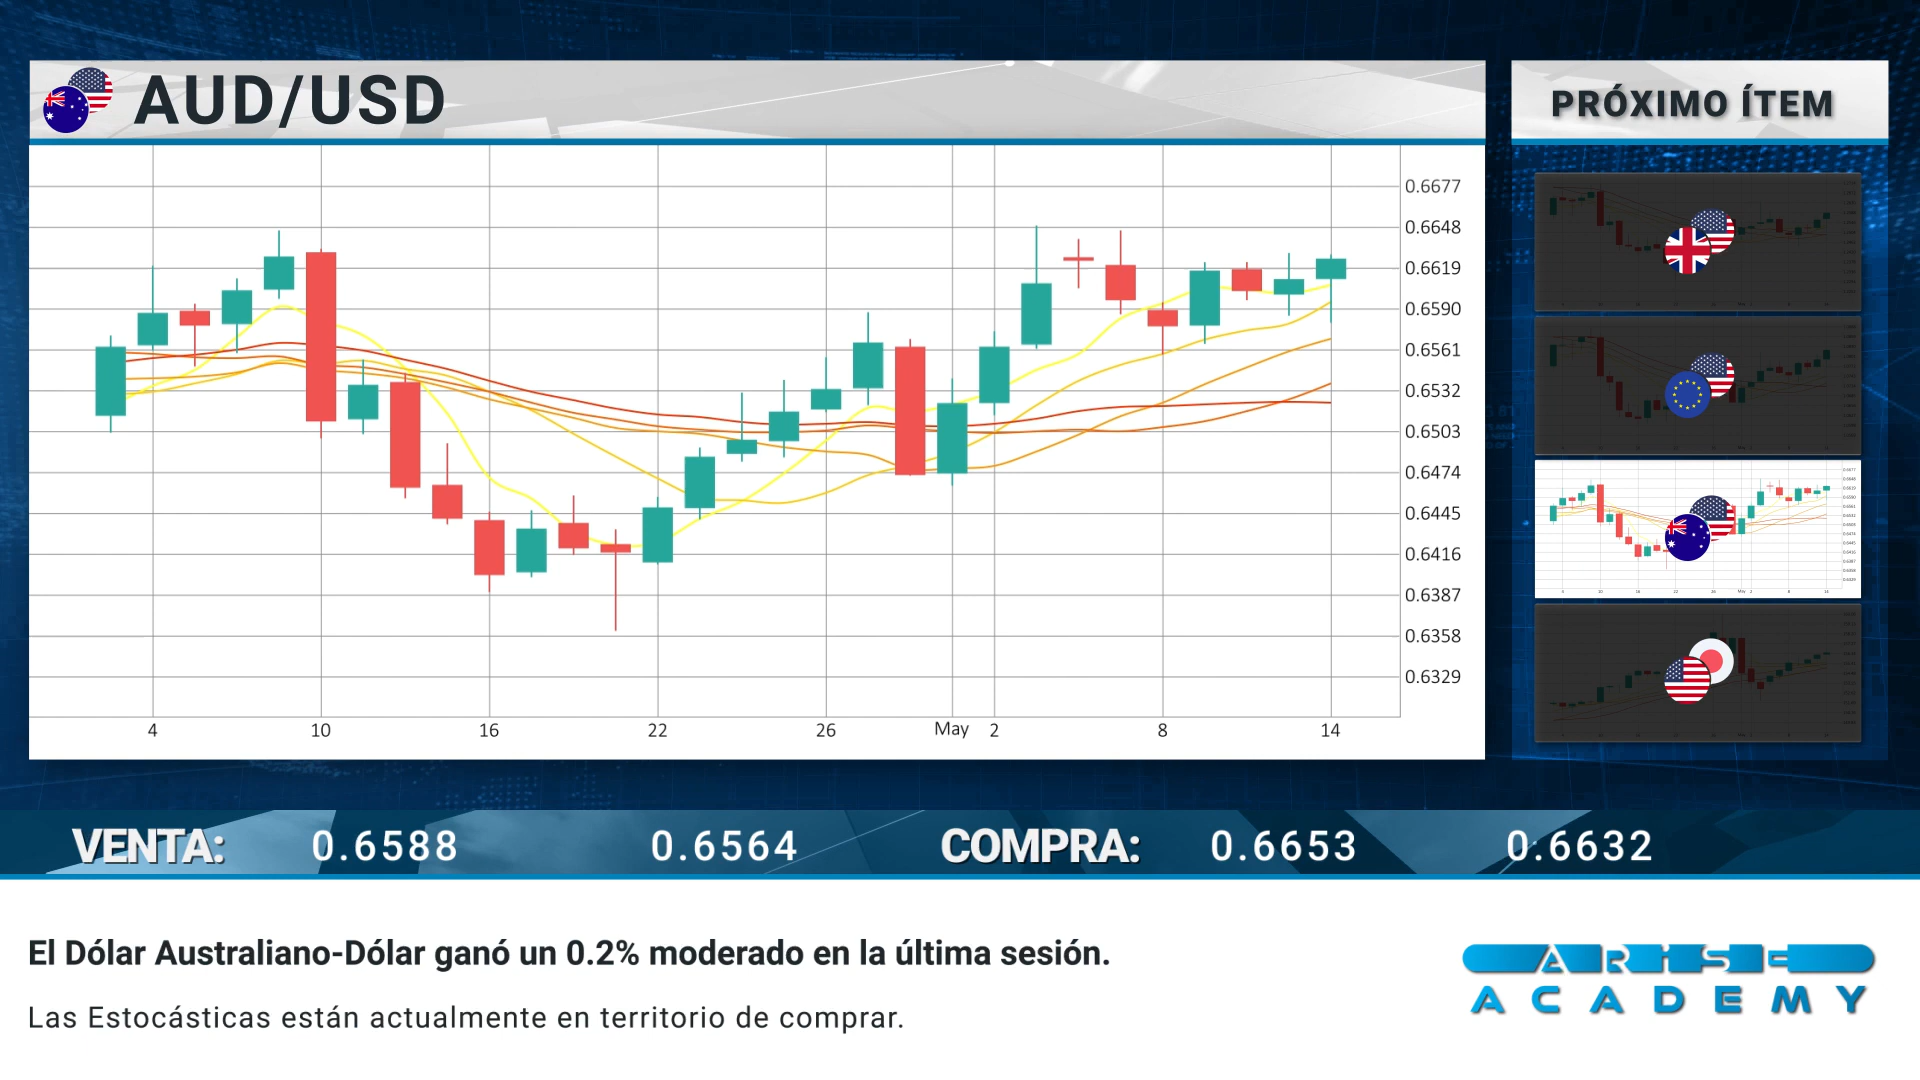 AUD/USD
PRÓXIMO ÍTEM
0.6677
0.6648
0.6619
0.6590
0.6561
0.6532
0.6503
0.6474
0.6445
0.6416
0.6387
0.6358
0.6329
4 10 16 22 26 May 2 8 14
VENTA: 0.6588 0.6564 COMPRA: 0.6653 0.6632
El Dólar Australiano-Dólar ganó un 0.2% moderado en la última sesión.
Las Estocásticas están actualmente en territorio de comprar.
ARiSE
ACADEMY